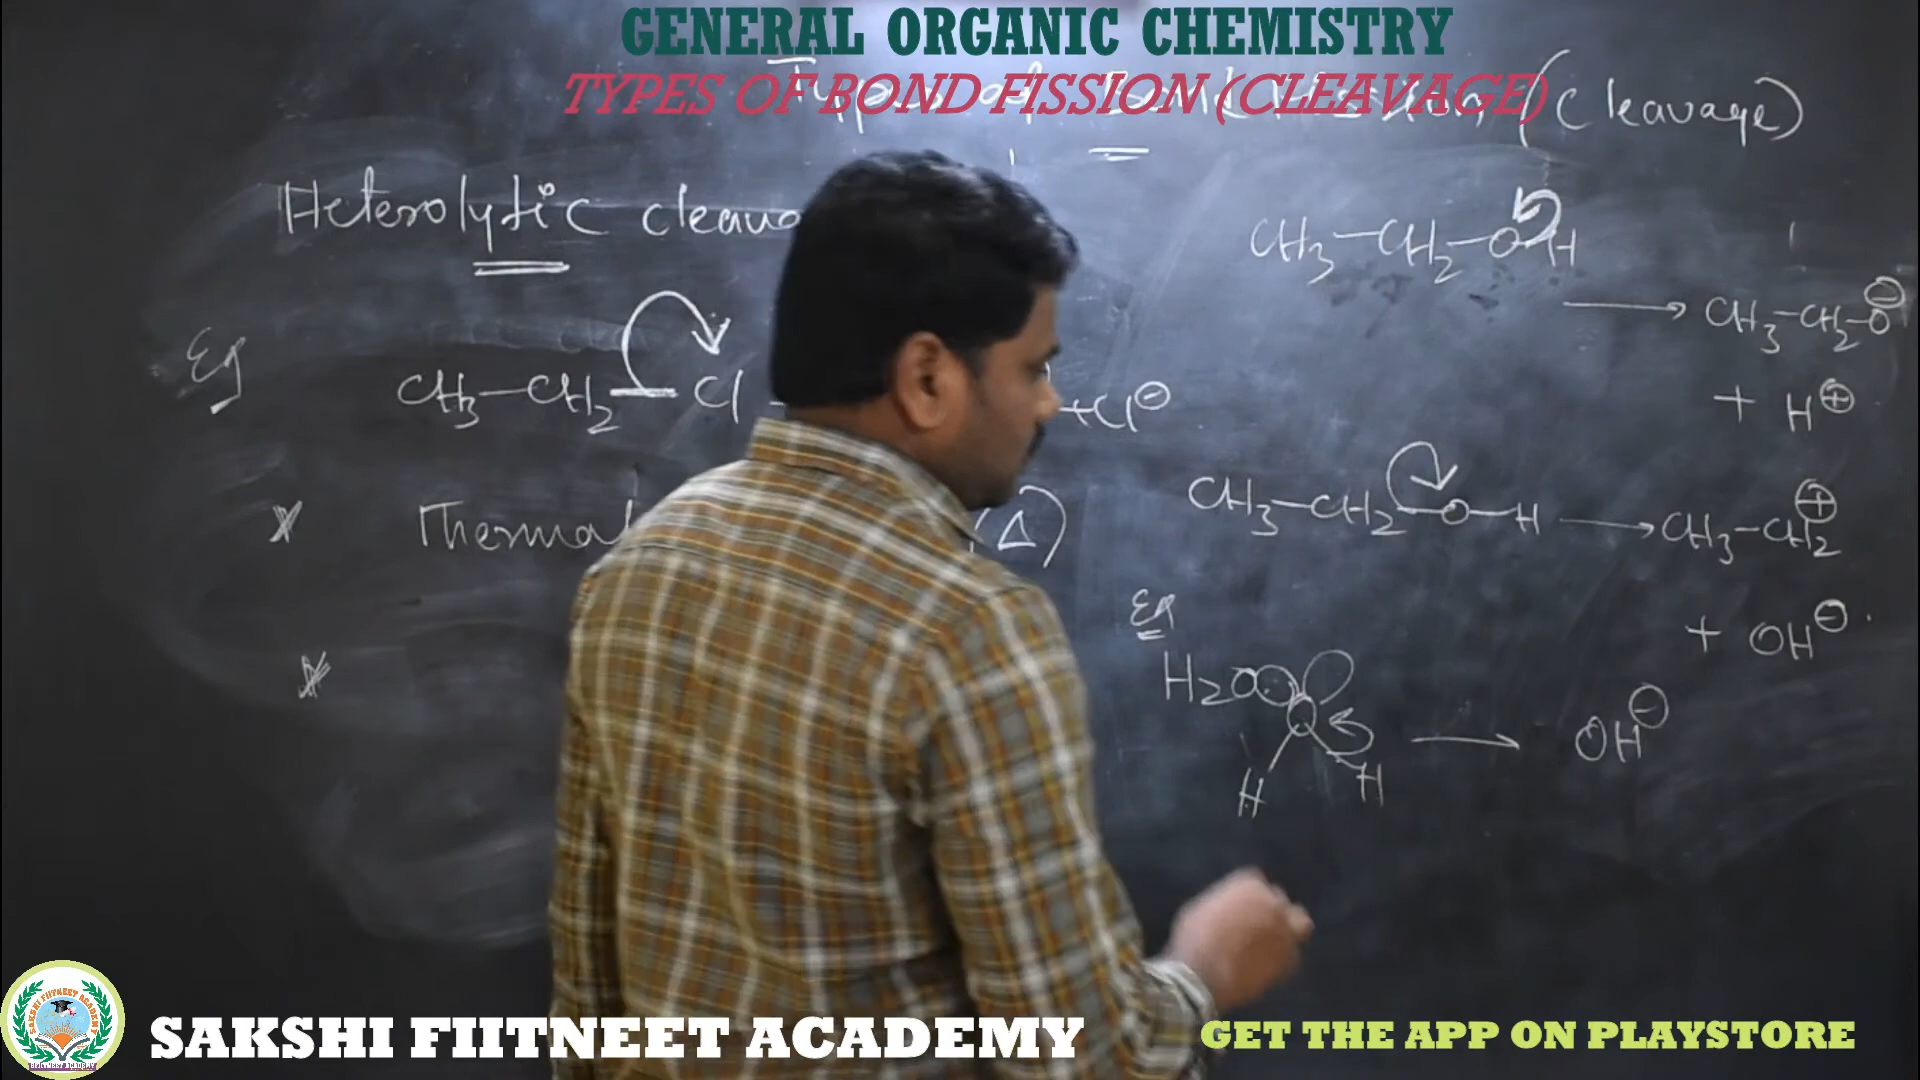 GENERAL ORGANIC CHEMISTRY
TYPES OF BOND FISSION (CLEAVAGE)
(Cleavage)
Heterolytic
CH3-CH2-OH
→ CH3-CH2-O⊖
+ H⊕
Eg
CH3-CH2-Cl
+Cl⊖
CH3-CH2-O-H → CH3-CH2⊕
+ OH⊖.
Thermal
(Δ)
Eg
H2O
O
H
H
→ OH⊖
SAKSHI FIITNEET ACADEMY
GET THE APP ON PLAYSTORE